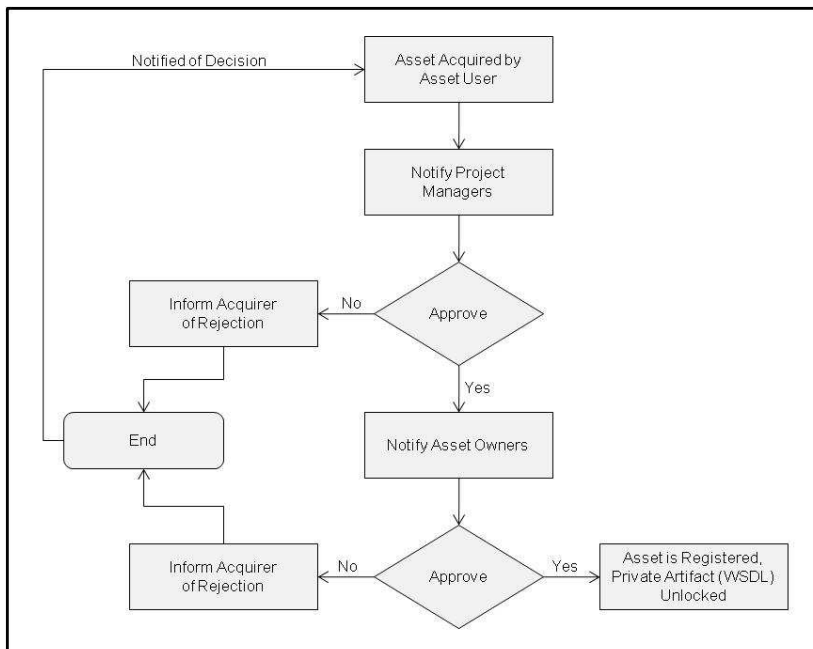 Notified of Decision
Asset Acquired by
Asset User
Notify Project
Managers
Inform Acquirer
of Rejection
No
Approve
Yes
End
Notify Asset Owners
Inform Acquirer
of Rejection
No
Approve
Yes
Asset is Registered,
Private Artifact (WSDL)
Unlocked